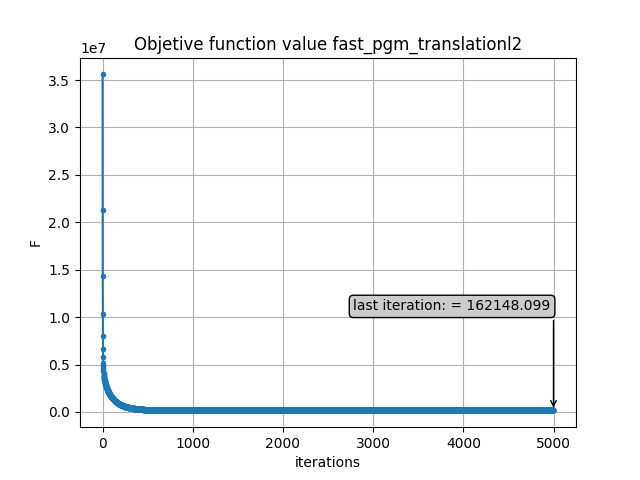 Objetive function value fast_pgm_translationl2
1e7
3.5
3.0
2.5
2.0
1.5
1.0
0.5
0.0
F
last iteration: = 162148.099
0
1000
2000
3000
4000
5000
iterations